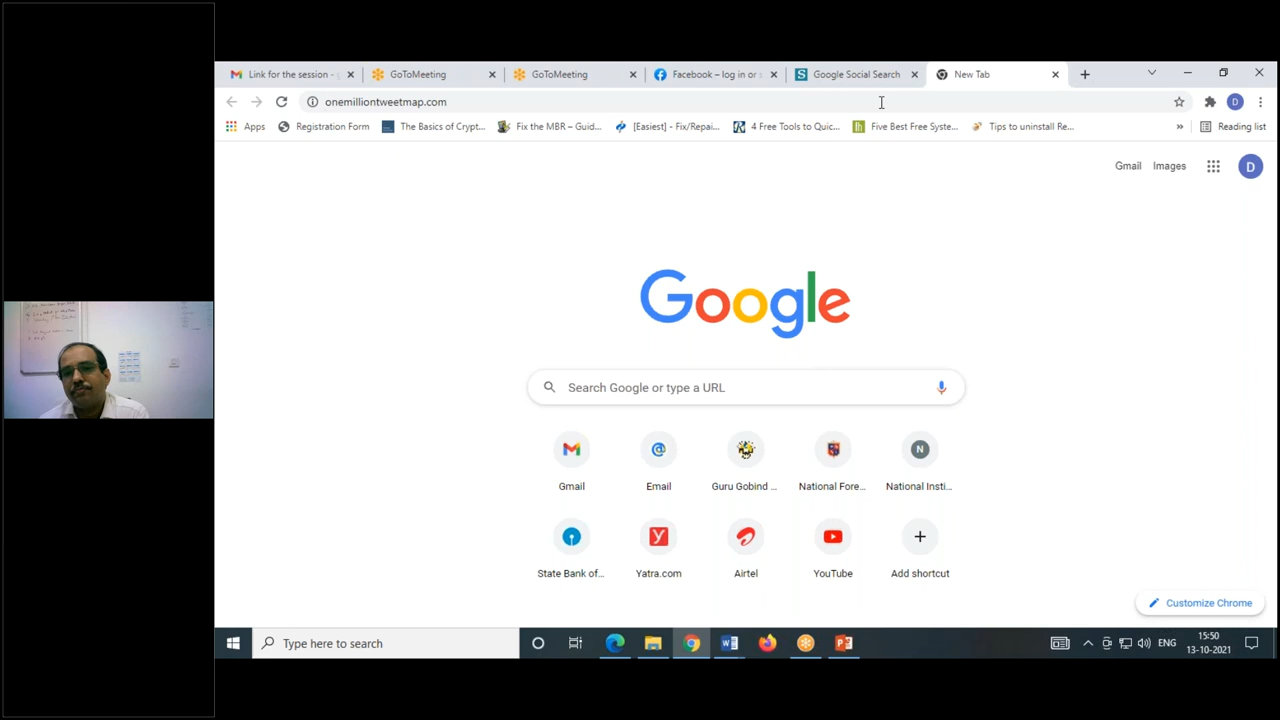 Link for the session - g
GoToMeeting
GoToMeeting
Facebook – log in or s
Google Social Search
New Tab
onemilliontweetmap.com
Apps
Registration Form
The Basics of Crypt...
Fix the MBR – Guid...
[Easiest] - Fix/Repai...
4 Free Tools to Quic...
Five Best Free Syste...
Tips to uninstall Re...
»
Reading list
D
Gmail
Images
D
Google
Search Google or type a URL
Gmail
Email
Guru Gobind ...
National Fore...
N
National Insti...
State Bank of...
Yatra.com
Airtel
YouTube
Add shortcut
Customize Chrome
Type here to search
ENG
15:50
13-10-2021